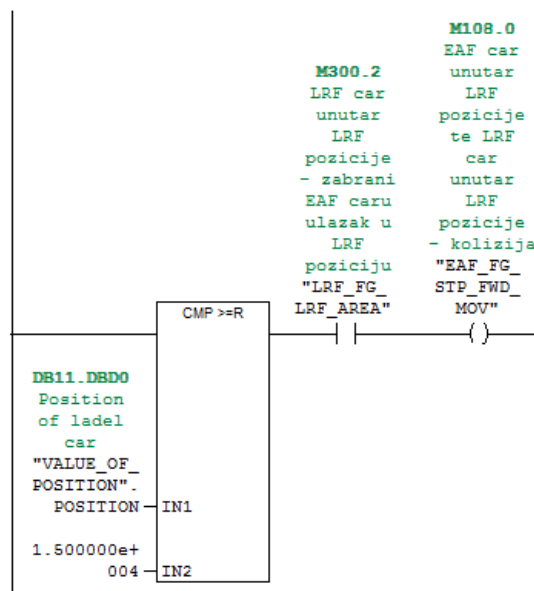 M108.0
EAF car
unutar
LRF
pozicije
te LRF
car
unutar
LRF
pozicije
- kolizija
"EAF_FG_
STP_FWD_
MOV"
M300.2
LRF car
unutar
LRF
pozicije
- zabrani
EAF caru
ulazak u
LRF
poziciju
"LRF_FG_
LRF_AREA"
CMP >=R
DB11.DBD0
Position
of ladel
car
"VALUE_OF_
POSITION".
POSITION
IN1
1.500000e+
004
IN2